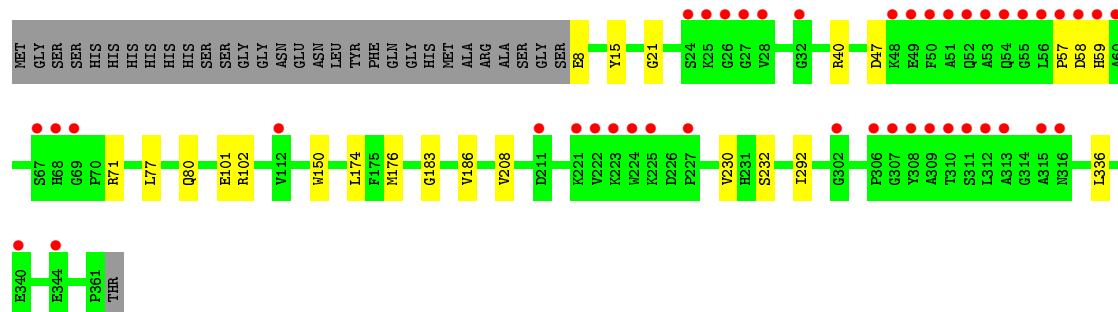 MET GLY SER SER HIS HIS HIS HIS HIS HIS SER SER GLY GLY ASN GLU ASN LEU TYR PHE GLN GLY HIS MET ALA ARG ALA SER GLY SER E8 Y15 G21 S24 K25 G26 G27 V28 G32 R40 D47 K48 E49 F50 A51 Q52 A53 Q54 G55 L56 P57 D58 H59 A60
S67 H68 G69 P70 R71 L77 Q80 E101 R102 V112 W150 L174 F175 M176 G183 V186 V208 D211 K221 V222 K223 W224 K225 D226 P227 V230 H231 S232 I292 G302 P306 G307 Y308 A309 T310 S311 L312 A313 G314 A315 N316 L336
E340 E344 P361 THR